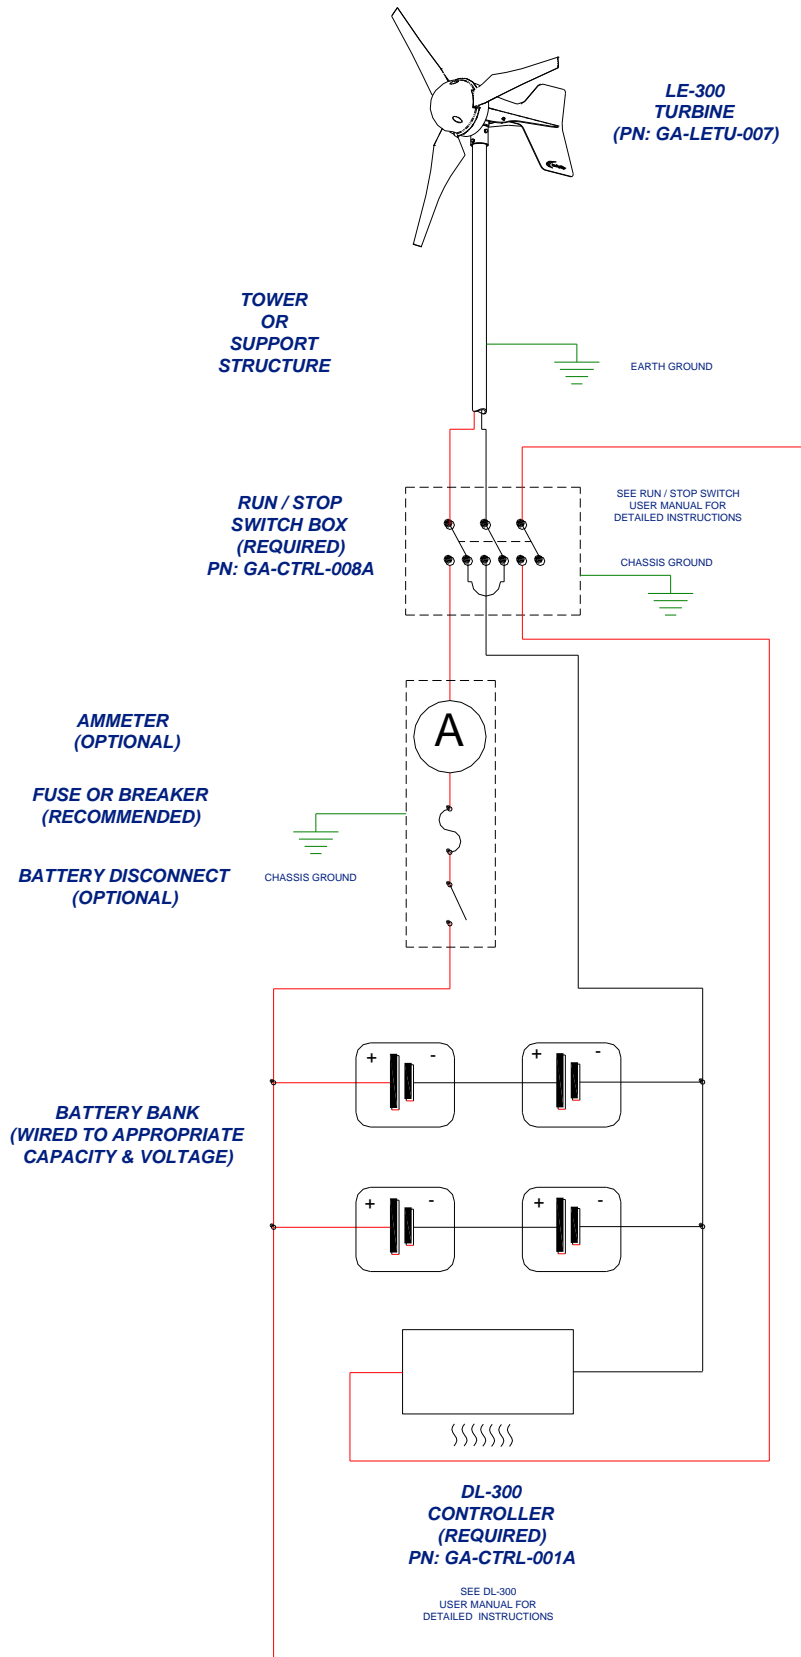 LE-300
TURBINE
(PN: GA-LETU-007)
TOWER
OR
SUPPORT
STRUCTURE
EARTH GROUND
RUN / STOP
SWITCH BOX
(REQUIRED)
PN: GA-CTRL-008A
SEE RUN / STOP SWITCH
USER MANUAL FOR
DETAILED INSTRUCTIONS
CHASSIS GROUND
AMMETER
(OPTIONAL)
A
FUSE OR BREAKER
(RECOMMENDED)
BATTERY DISCONNECT
(OPTIONAL)
CHASSIS GROUND
+ - + -
BATTERY BANK
(WIRED TO APPROPRIATE
CAPACITY & VOLTAGE)
+ - + -
DL-300
CONTROLLER
(REQUIRED)
PN: GA-CTRL-001A
SEE DL-300
USER MANUAL FOR
DETAILED INSTRUCTIONS